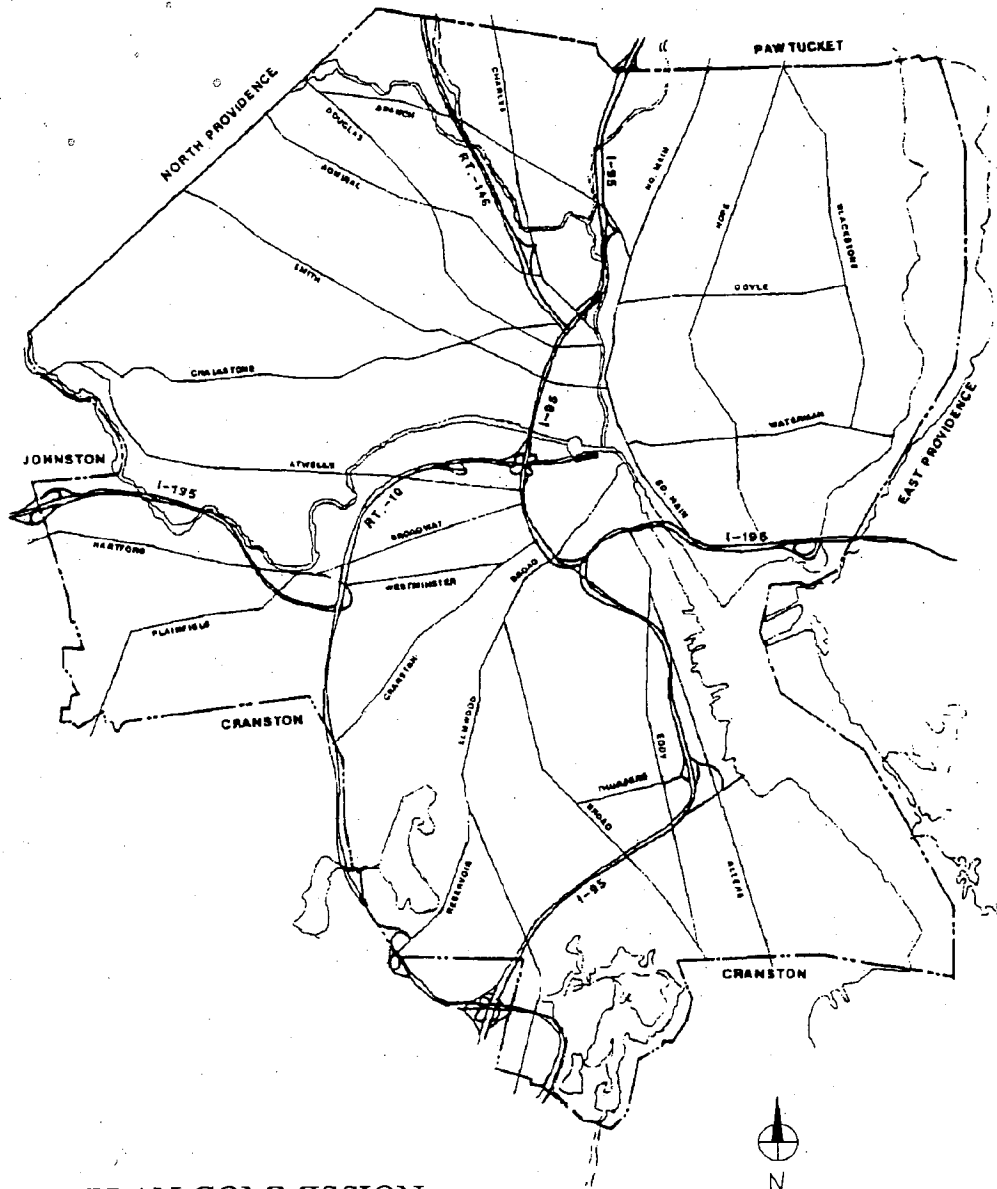 PAWTUCKET
NORTH PROVIDENCE
CHARLES
BRANCH
DOUGLAS
ADMIRAL
RT.-146
I-95
NO. MAIN
HOPE
BLACKSTONE
SMITH
DOYLE
CHALKSTONE
I-95
WATERMAN
EAST PROVIDENCE
JOHNSTON
ATWELLS
I-195
RT.-10
SO. MAIN
BROADWAY
I-195
HARTFORD
WESTMINSTER
BROAD
PLAINFIELD
CRANSTON
CRANSTON
ELMWOOD
EDDY
THURBERS
BROAD
RESERVOIR
I-95
ALLENS
CRANSTON
N